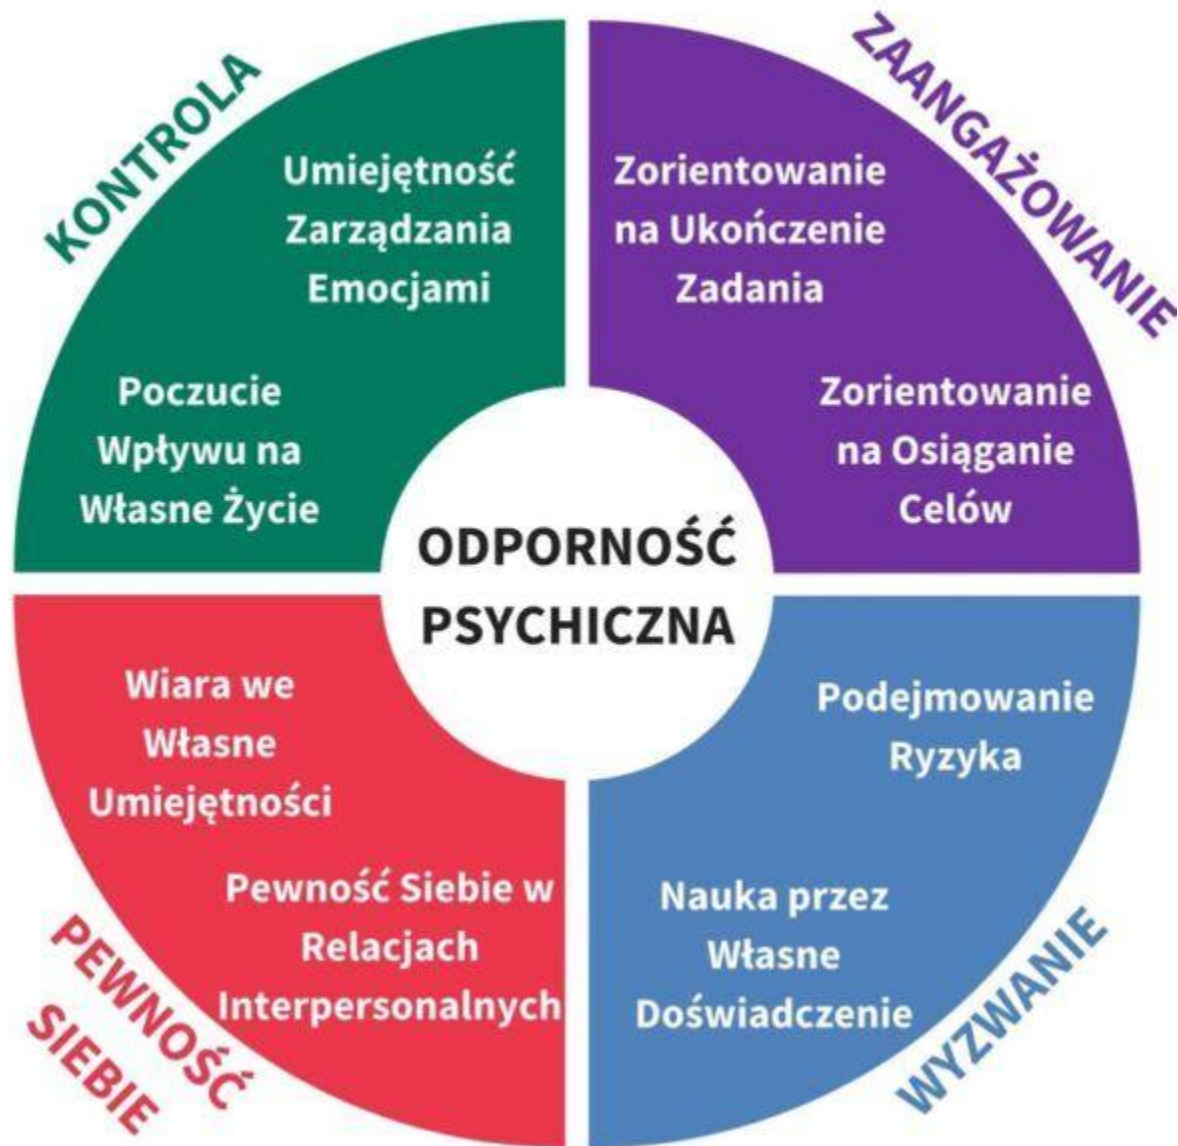 KONTROLA
Umiejętność
Zarządzania
Emocjami
Poczucie
Wpływu na
Własne Życie
ZAANGAŻOWANIE
Zorientowanie
na Ukończenie
Zadania
Zorientowanie
na Osiąganie
Celów
ODPORNOŚĆ
PSYCHICZNA
Wiara we
Własne
Umiejętności
Pewność Siebie w
Relacjach
Interpersonalnych
PEWNOŚĆ
SIEBIE
Podejmowanie
Ryzyka
Nauka przez
Własne
Doświadczenie
WYZWANIE